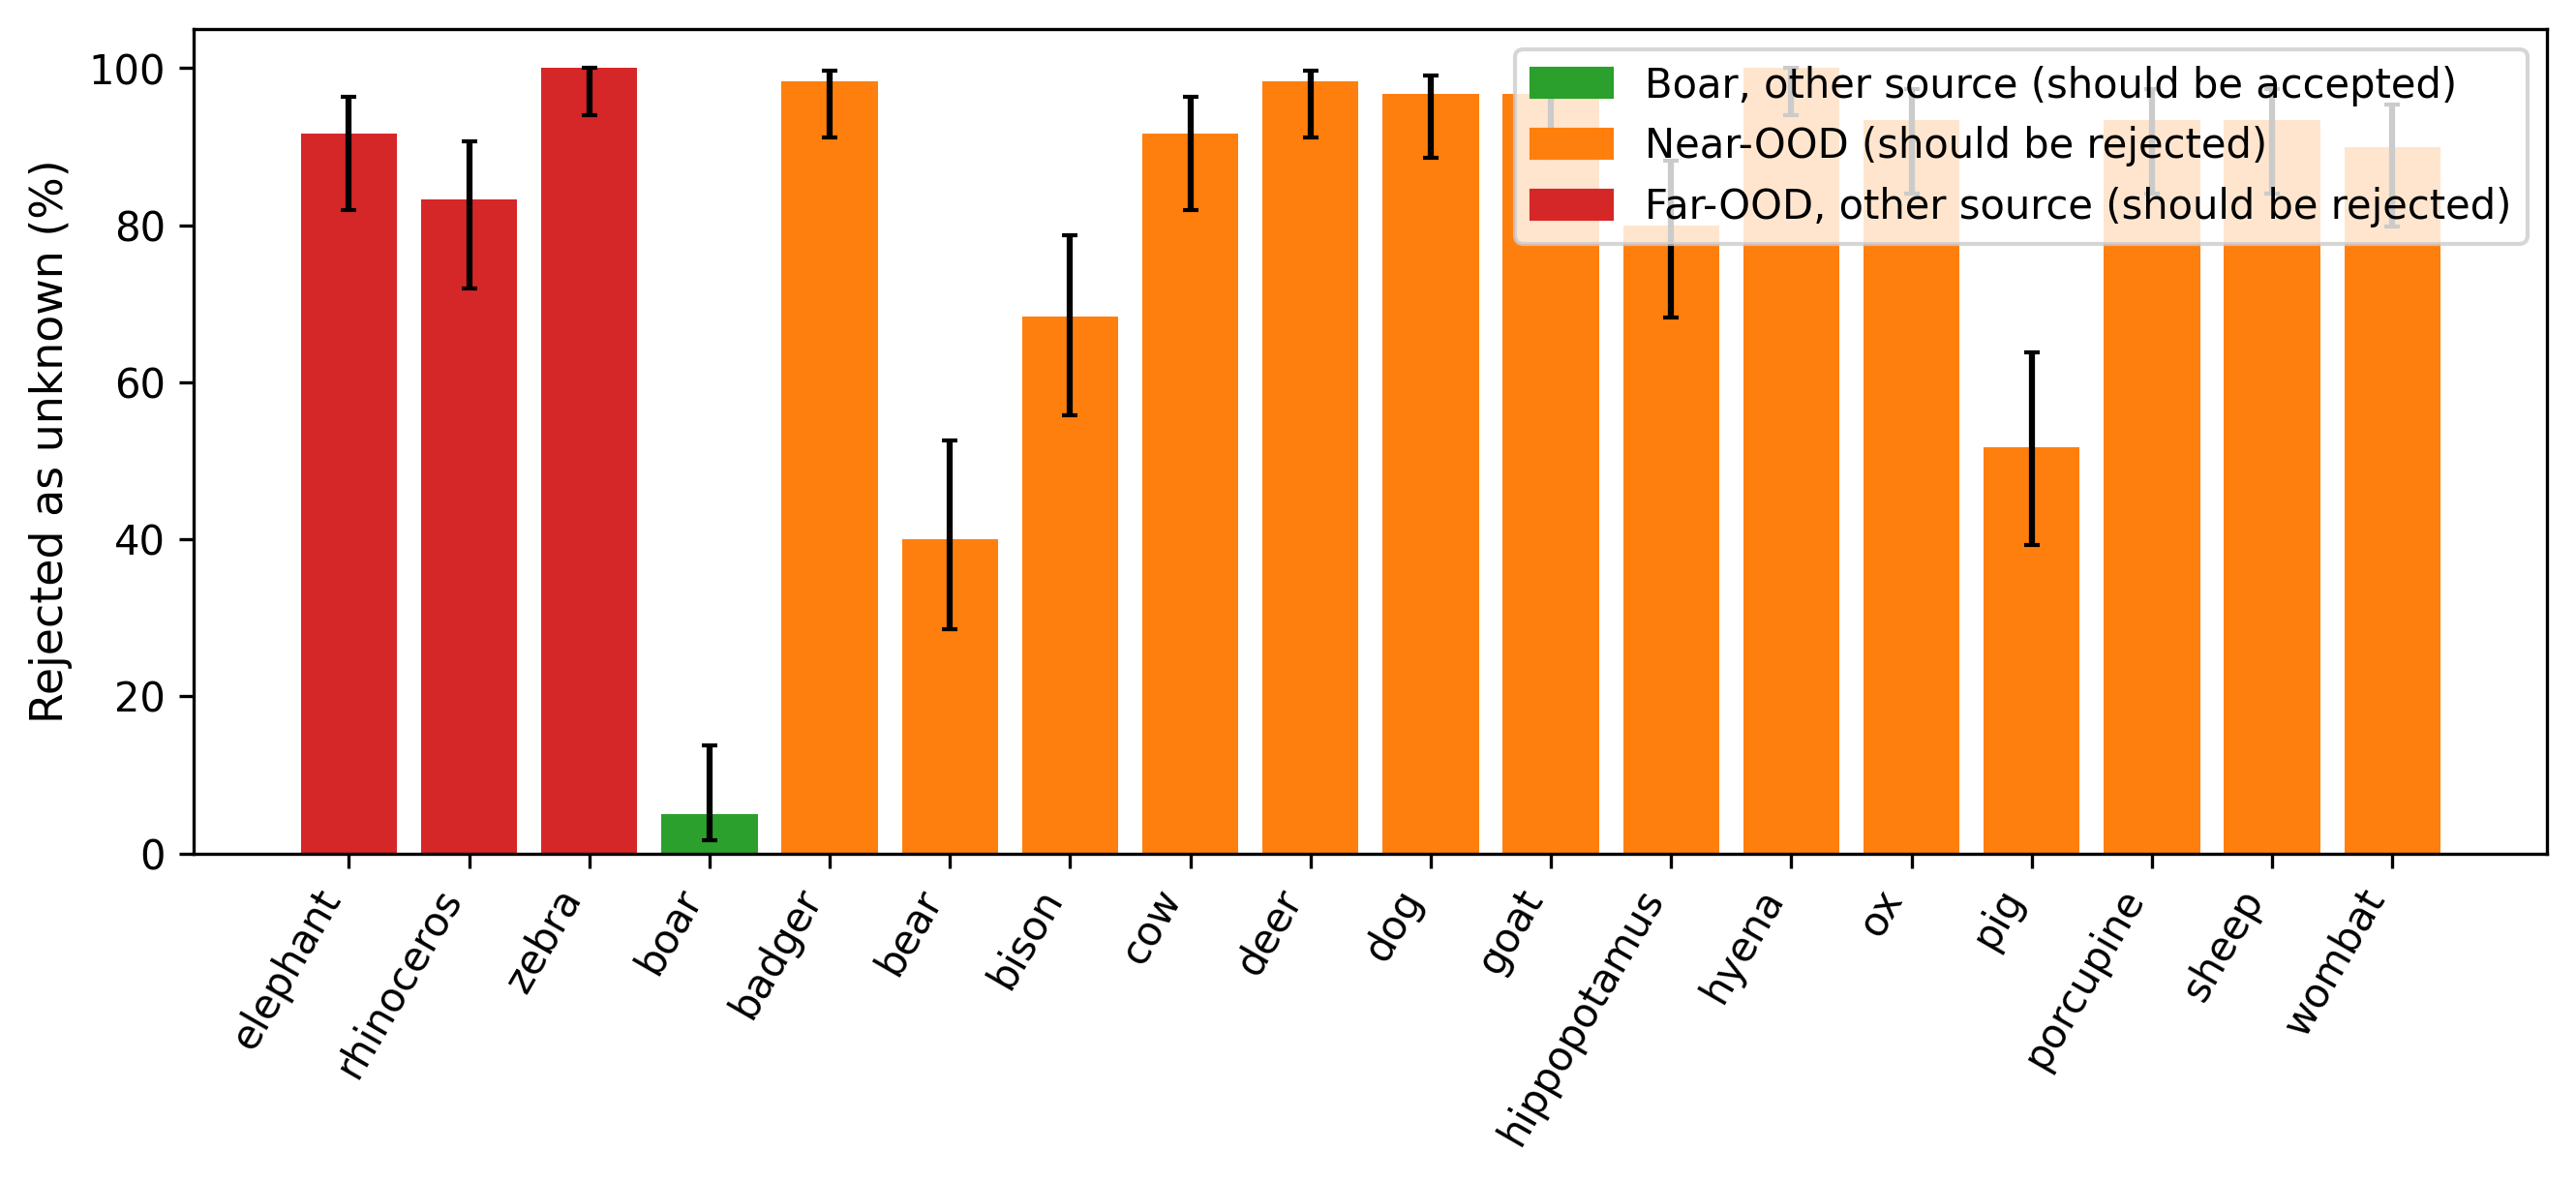 Rejected as unknown (%)
100
80
60
40
20
0
Boar, other source (should be accepted)
Near-OOD (should be rejected)
Far-OOD, other source (should be rejected)
elephant
rhinoceros
zebra
boar
badger
bear
bison
cow
deer
dog
goat
hippopotamus
hyena
ox
pig
porcupine
sheep
wombat